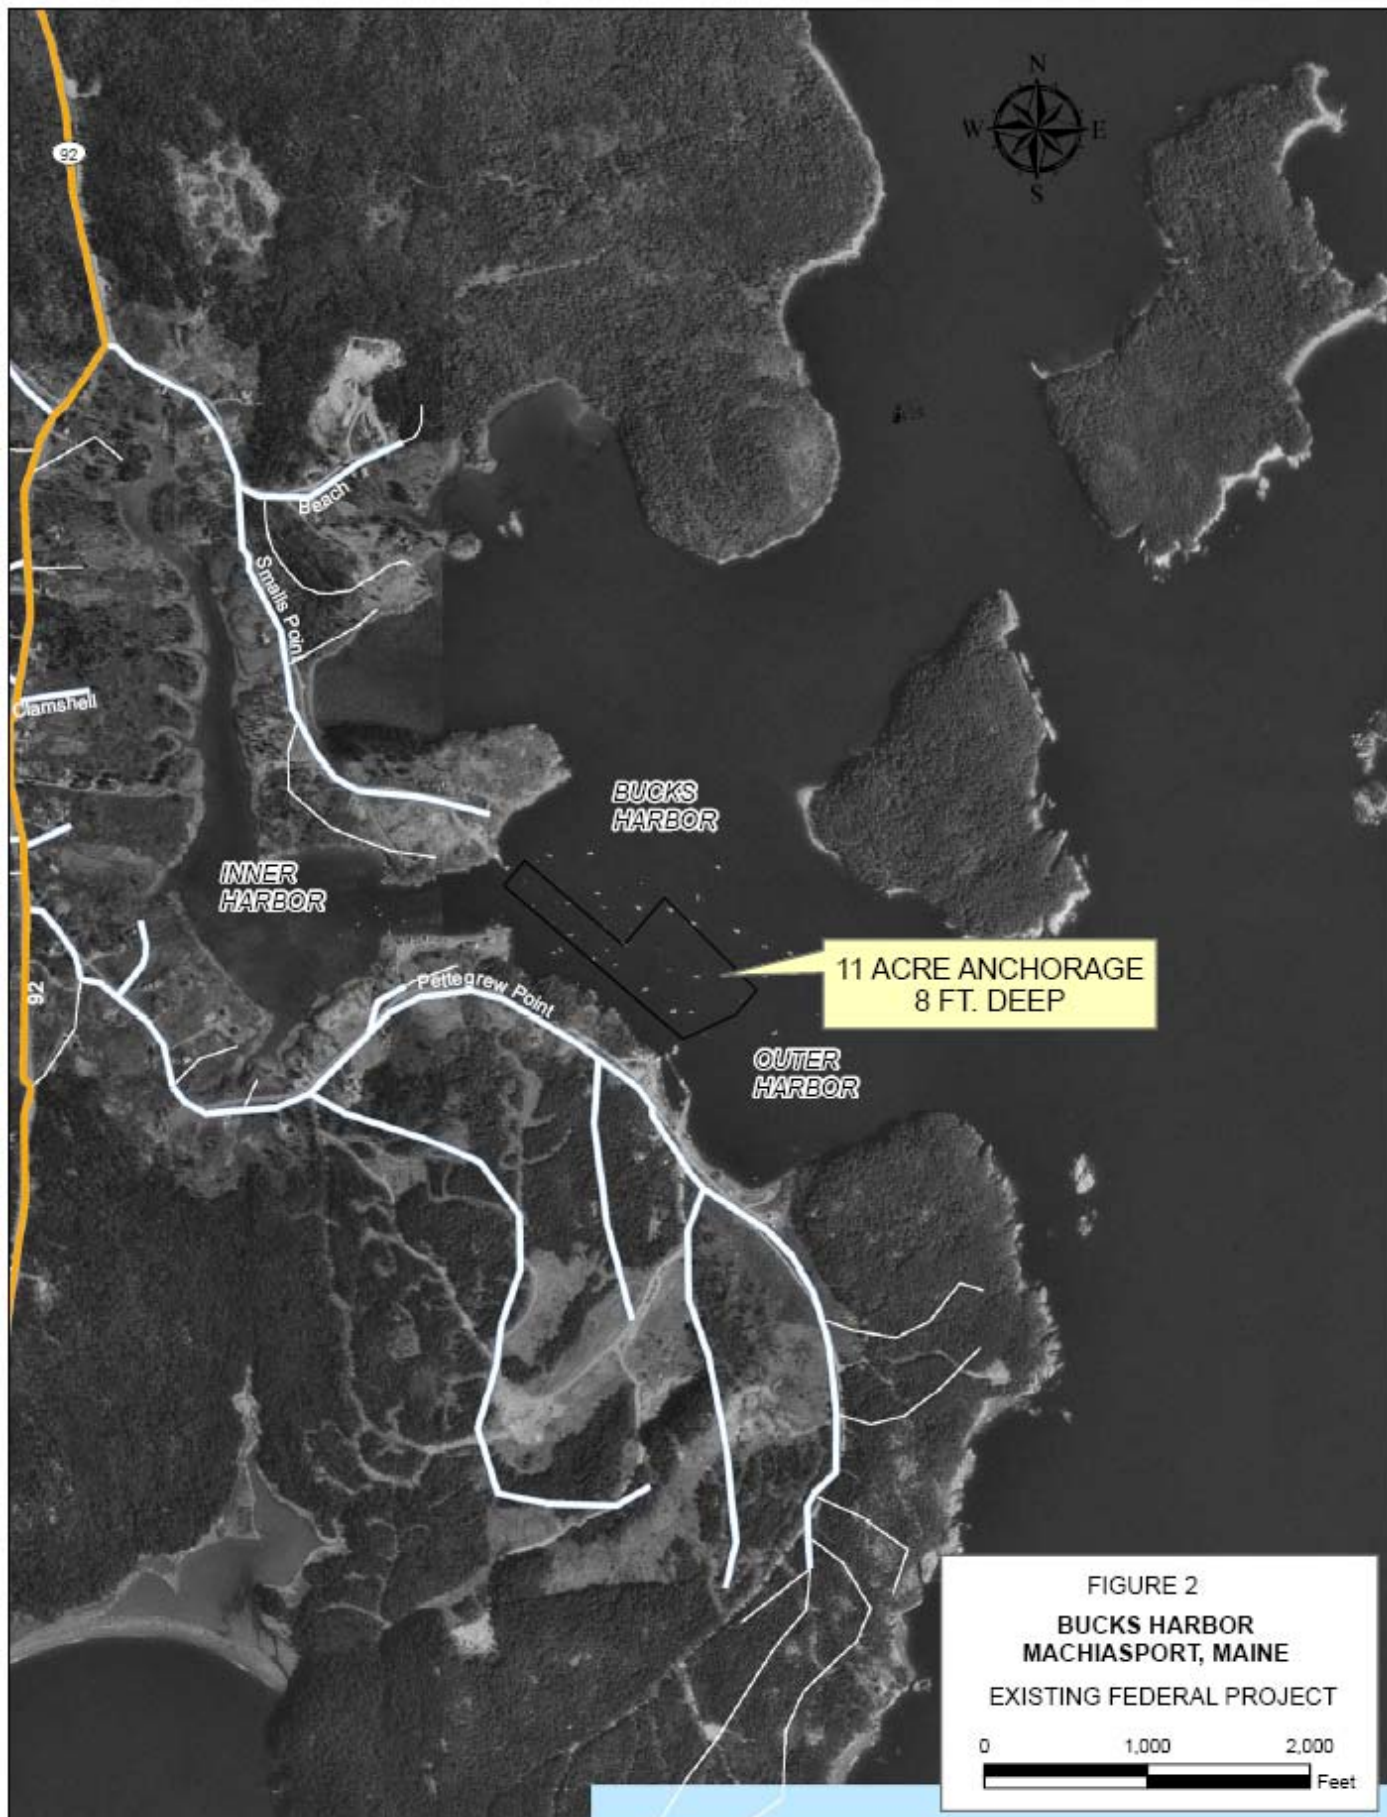 N
W E
S
92
Beach
Smalls Point
Clamshell
BUCKS
HARBOR
INNER
HARBOR
11 ACRE ANCHORAGE
8 FT. DEEP
Pettegrew Point
92
OUTER
HARBOR
FIGURE 2
BUCKS HARBOR
MACHIASPORT, MAINE
EXISTING FEDERAL PROJECT
0 1,000 2,000
Feet